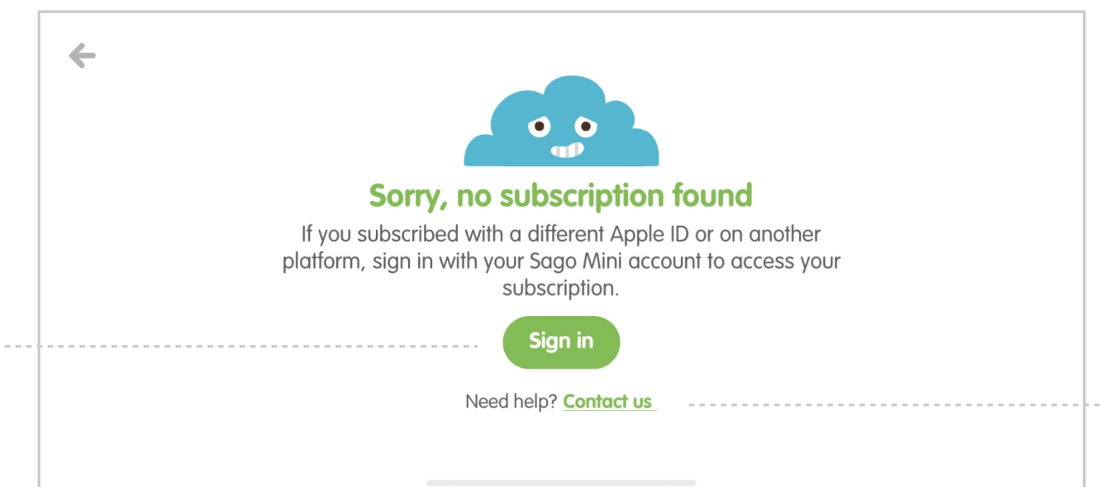 Sorry, no subscription found
If you subscribed with a different Apple ID or on another
platform, sign in with your Sago Mini account to access your
subscription.
Sign in
Need help? Contact us